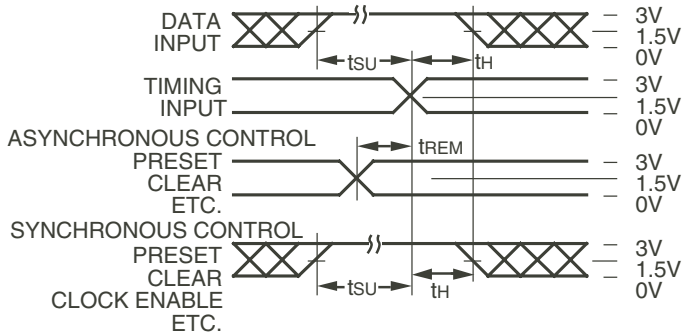 DATA
INPUT
tSU
tH
3V
1.5V
0V
TIMING
INPUT
3V
1.5V
0V
ASYNCHRONOUS CONTROL
PRESET
CLEAR
ETC.
tREM
3V
1.5V
0V
SYNCHRONOUS CONTROL
PRESET
CLEAR
CLOCK ENABLE
ETC.
tSU
tH
3V
1.5V
0V